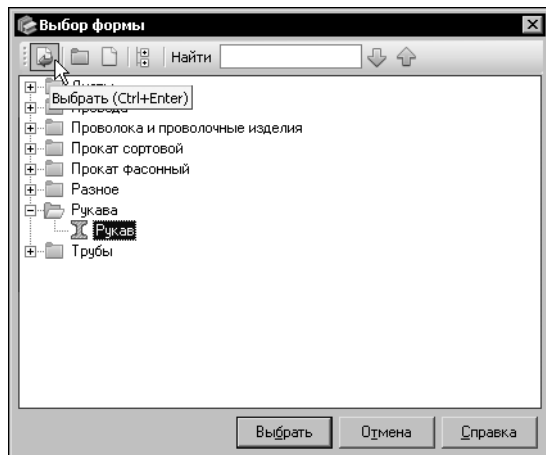 Выбор формы
Найти
Выбрать (Ctrl+Enter)
Проволока и проволочные изделия
Прокат сортовой
Прокат фасонный
Разное
Рукава
Рукав
Трубы
Выбрать
Отмена
Справка